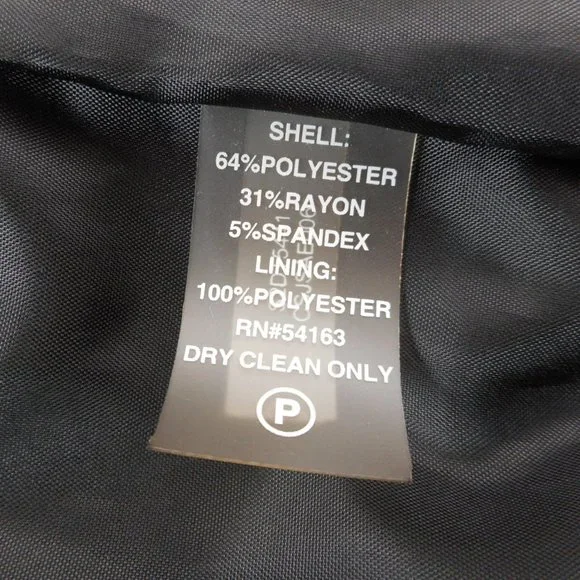 SHELL:
64%POLYESTER
31%RAYON
5%SPANDEX
LINING:
100%POLYESTER
RN#54163
DRY CLEAN ONLY
P